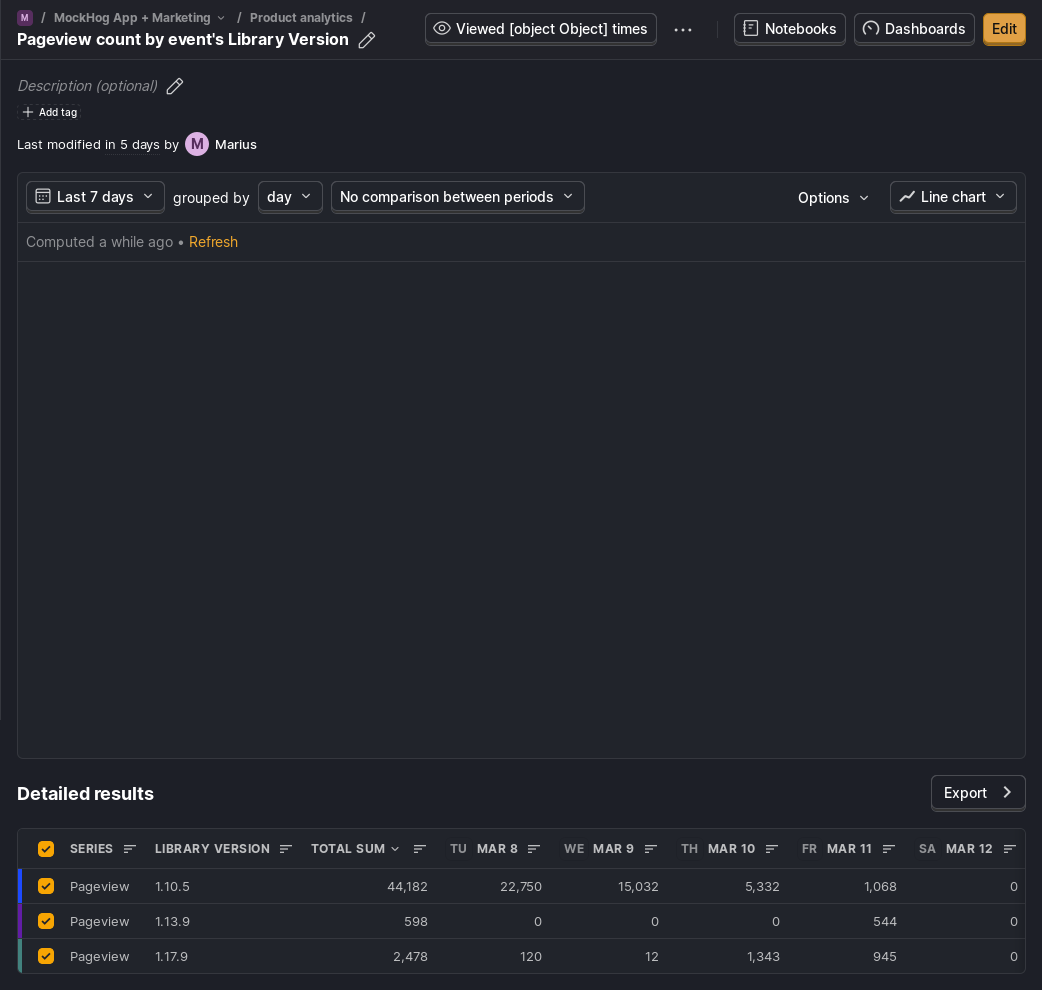 M / MockHog App + Marketing / Product analytics /
Pageview count by event's Library Version
Viewed [object Object] times
Notebooks
Dashboards
Edit
Description (optional)
Add tag
Last modified in 5 days by M Marius
Last 7 days grouped by day No comparison between periods Options Line chart
Computed a while ago • Refresh
Detailed results
Export
SERIES LIBRARY VERSION TOTAL SUM TU MAR 8 WE MAR 9 TH MAR 10 FR MAR 11 SA MAR 12
Pageview 1.10.5 44,182 22,750 15,032 5,332 1,068 0
Pageview 1.13.9 598 0 0 0 544 0
Pageview 1.17.9 2,478 120 12 1,343 945 0